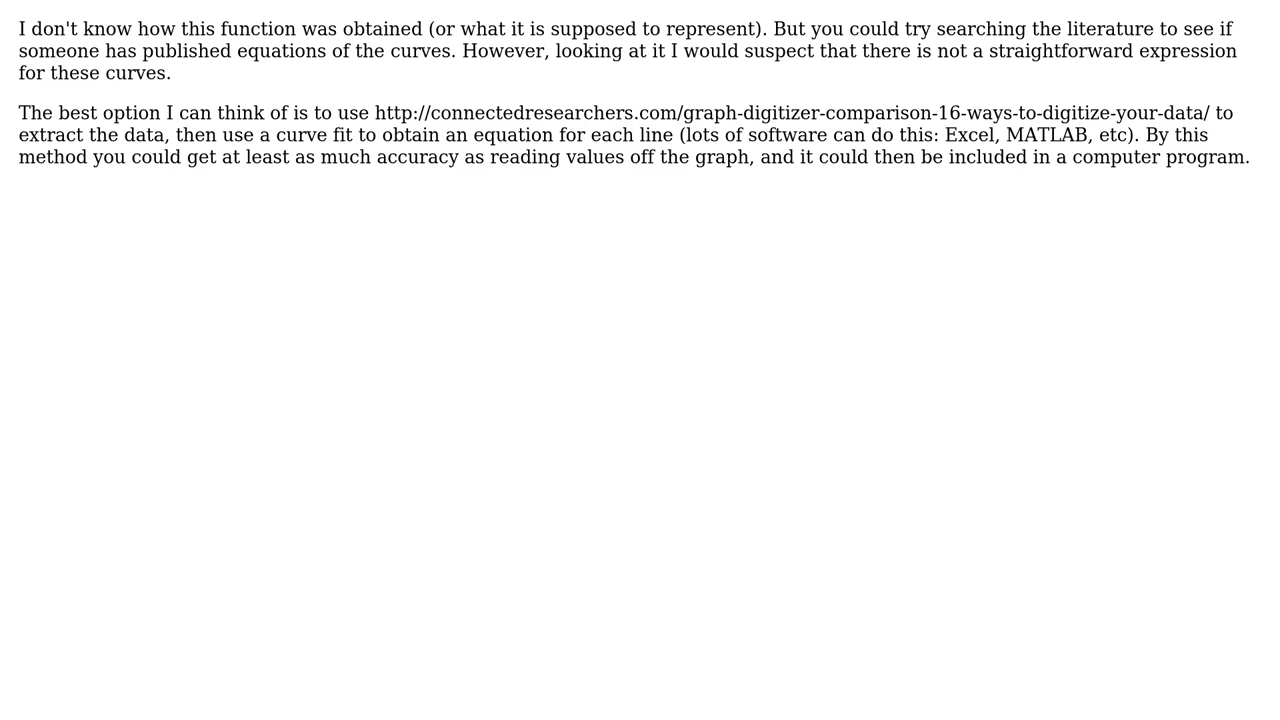 I don't know how this function was obtained (or what it is supposed to represent). But you could try searching the literature to see if
someone has published equations of the curves. However, looking at it I would suspect that there is not a straightforward expression
for these curves.
The best option I can think of is to use http://connectedresearchers.com/graph-digitizer-comparison-16-ways-to-digitize-your-data/ to
extract the data, then use a curve fit to obtain an equation for each line (lots of software can do this: Excel, MATLAB, etc). By this
method you could get at least as much accuracy as reading values off the graph, and it could then be included in a computer program.